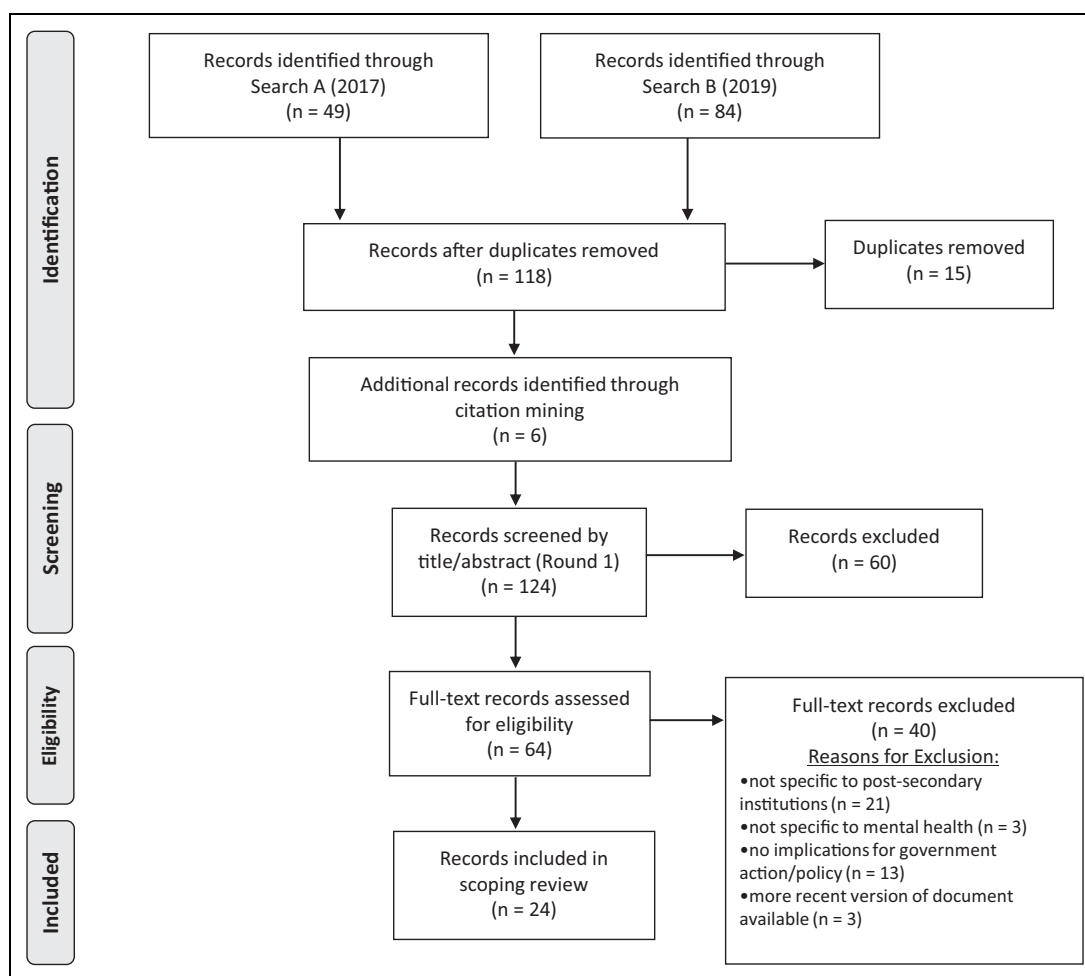 Identification
Records identified through
Search A (2017)
(n = 49)
Records identified through
Search B (2019)
(n = 84)
Records after duplicates removed
(n = 118)
Duplicates removed
(n = 15)
Additional records identified through
citation mining
(n = 6)
Screening
Records screened by
title/abstract (Round 1)
(n = 124)
Records excluded
(n = 60)
Eligibility
Full-text records assessed
for eligibility
(n = 64)
Full-text records excluded
(n = 40)
Reasons for Exclusion:
•not specific to post-secondary
institutions (n = 21)
•not specific to mental health (n = 3)
•no implications for government
action/policy (n = 13)
•more recent version of document
available (n = 3)
Included
Records included in
scoping review
(n = 24)